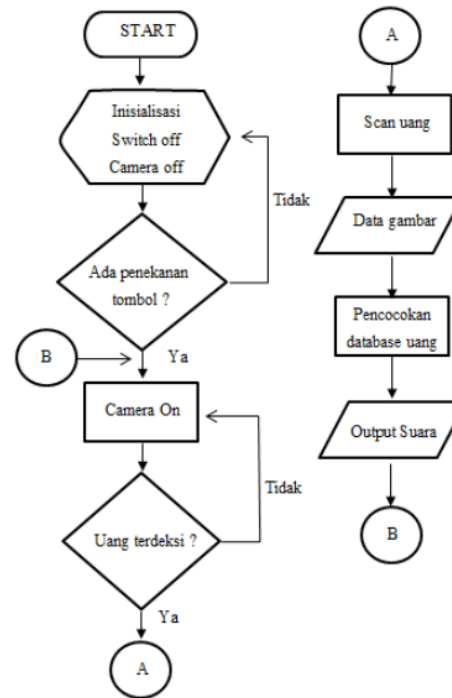 START
Inisialisasi
Switch off
Camera off
Tidak
Ada penekanan
tombol ?
B
Ya
Camera On
Tidak
Uang terdeksi ?
Ya
A
A
Scan uang
Data gambar
Pencocokan
database uang
Output Suara
B